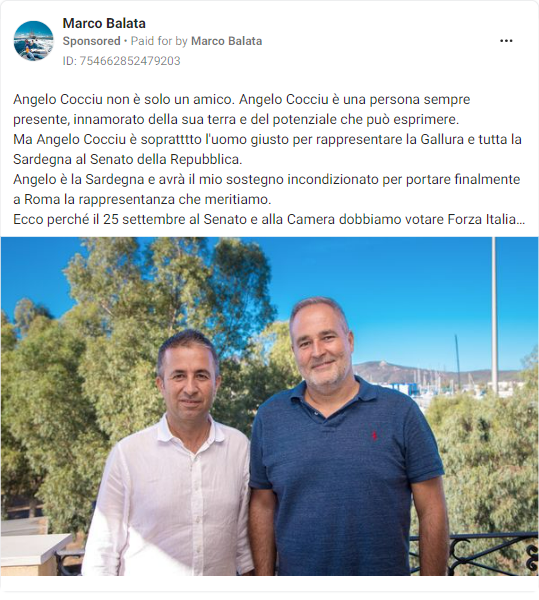 Marco Balata
Sponsored • Paid for by Marco Balata
ID: 754662852479203
Angelo Cocciu non è solo un amico. Angelo Cocciu è una persona sempre
presente, innamorato della sua terra e del potenziale che può esprimere.
Ma Angelo Cocciu è sopratttto l'uomo giusto per rappresentare la Gallura e tutta la
Sardegna al Senato della Repubblica.
Angelo è la Sardegna e avrà il mio sostegno incondizionato per portare finalmente
a Roma la rappresentanza che meritiamo.
Ecco perché il 25 settembre al Senato e alla Camera dobbiamo votare Forza Italia...